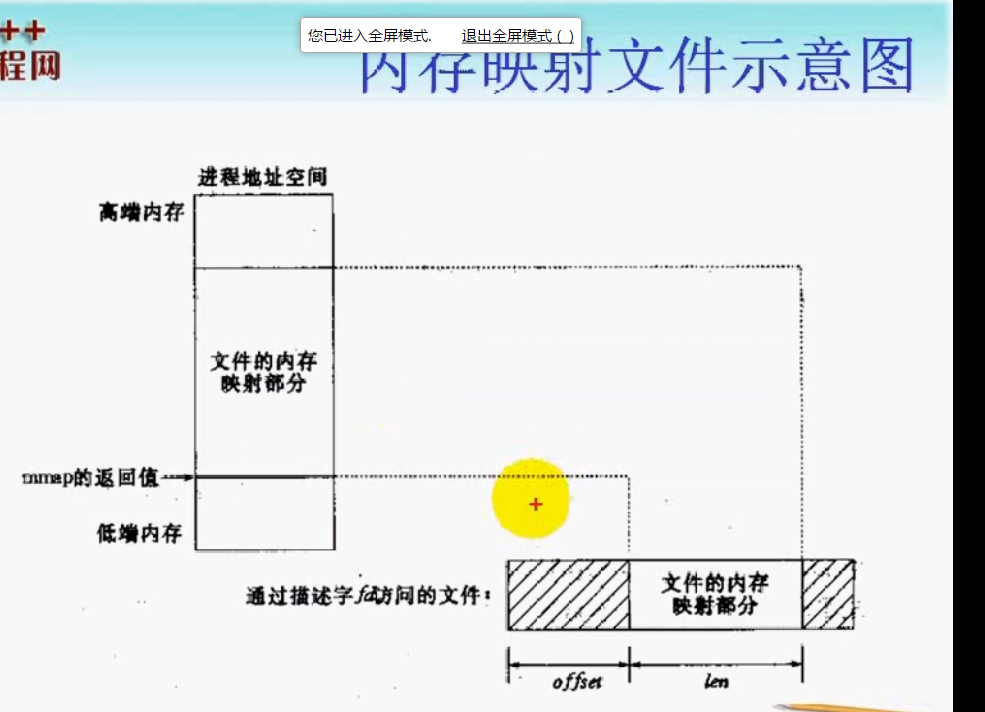 ++
程网
您已进入全屏模式. 退出全屏模式 ( )
内存映射文件示意图
进程地址空间
高端内存
文件的内存
映射部分
mmap的返回值
低端内存
通过描述字fd访问的文件:
文件的内存
映射部分
offset
len